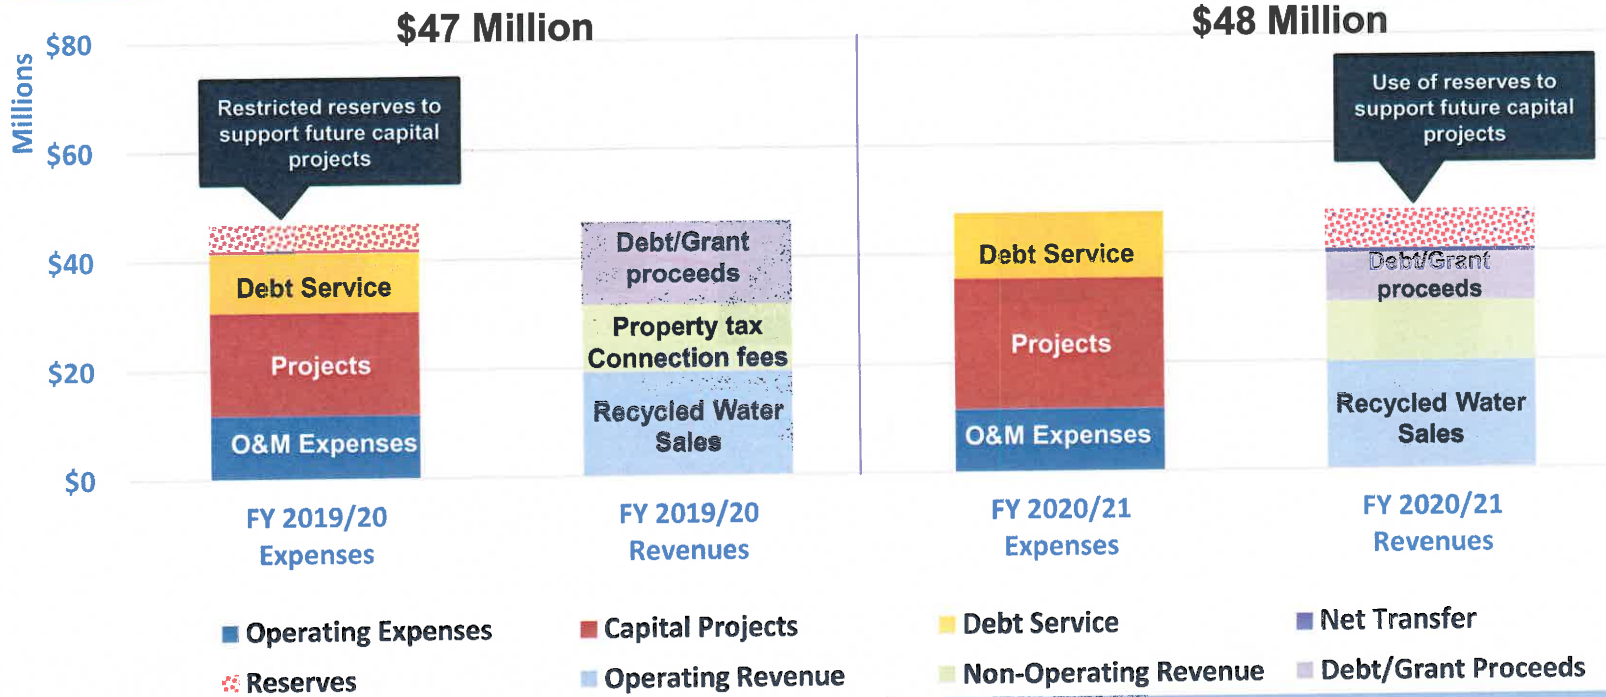 $47 Million
$48 Million
Millions
$80
$60
$40
$20
$0
Restricted reserves to
support future capital
projects
Use of reserves to
support future capital
projects
Debt Service
Projects
O&M Expenses
Debt/Grant
proceeds
Property tax
Connection fees
Recycled Water
Sales
Debt Service
Projects
O&M Expenses
Debt/Grant
proceeds
Recycled Water
Sales
FY 2019/20
Expenses
FY 2019/20
Revenues
FY 2020/21
Expenses
FY 2020/21
Revenues
Operating Expenses
Capital Projects
Debt Service
Net Transfer
Reserves
Operating Revenue
Non-Operating Revenue
Debt/Grant Proceeds